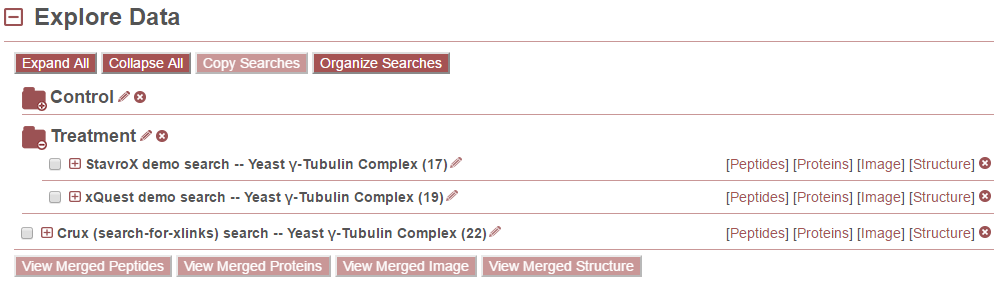 Explore Data
Expand All Collapse All Copy Searches Organize Searches
Control
Treatment
StavroX demo search -- Yeast γ-Tubulin Complex (17) [Peptides] [Proteins] [Image] [Structure]
xQuest demo search -- Yeast γ-Tubulin Complex (19) [Peptides] [Proteins] [Image] [Structure]
Crux (search-for-xlinks) search -- Yeast γ-Tubulin Complex (22) [Peptides] [Proteins] [Image] [Structure]
View Merged Peptides View Merged Proteins View Merged Image View Merged Structure